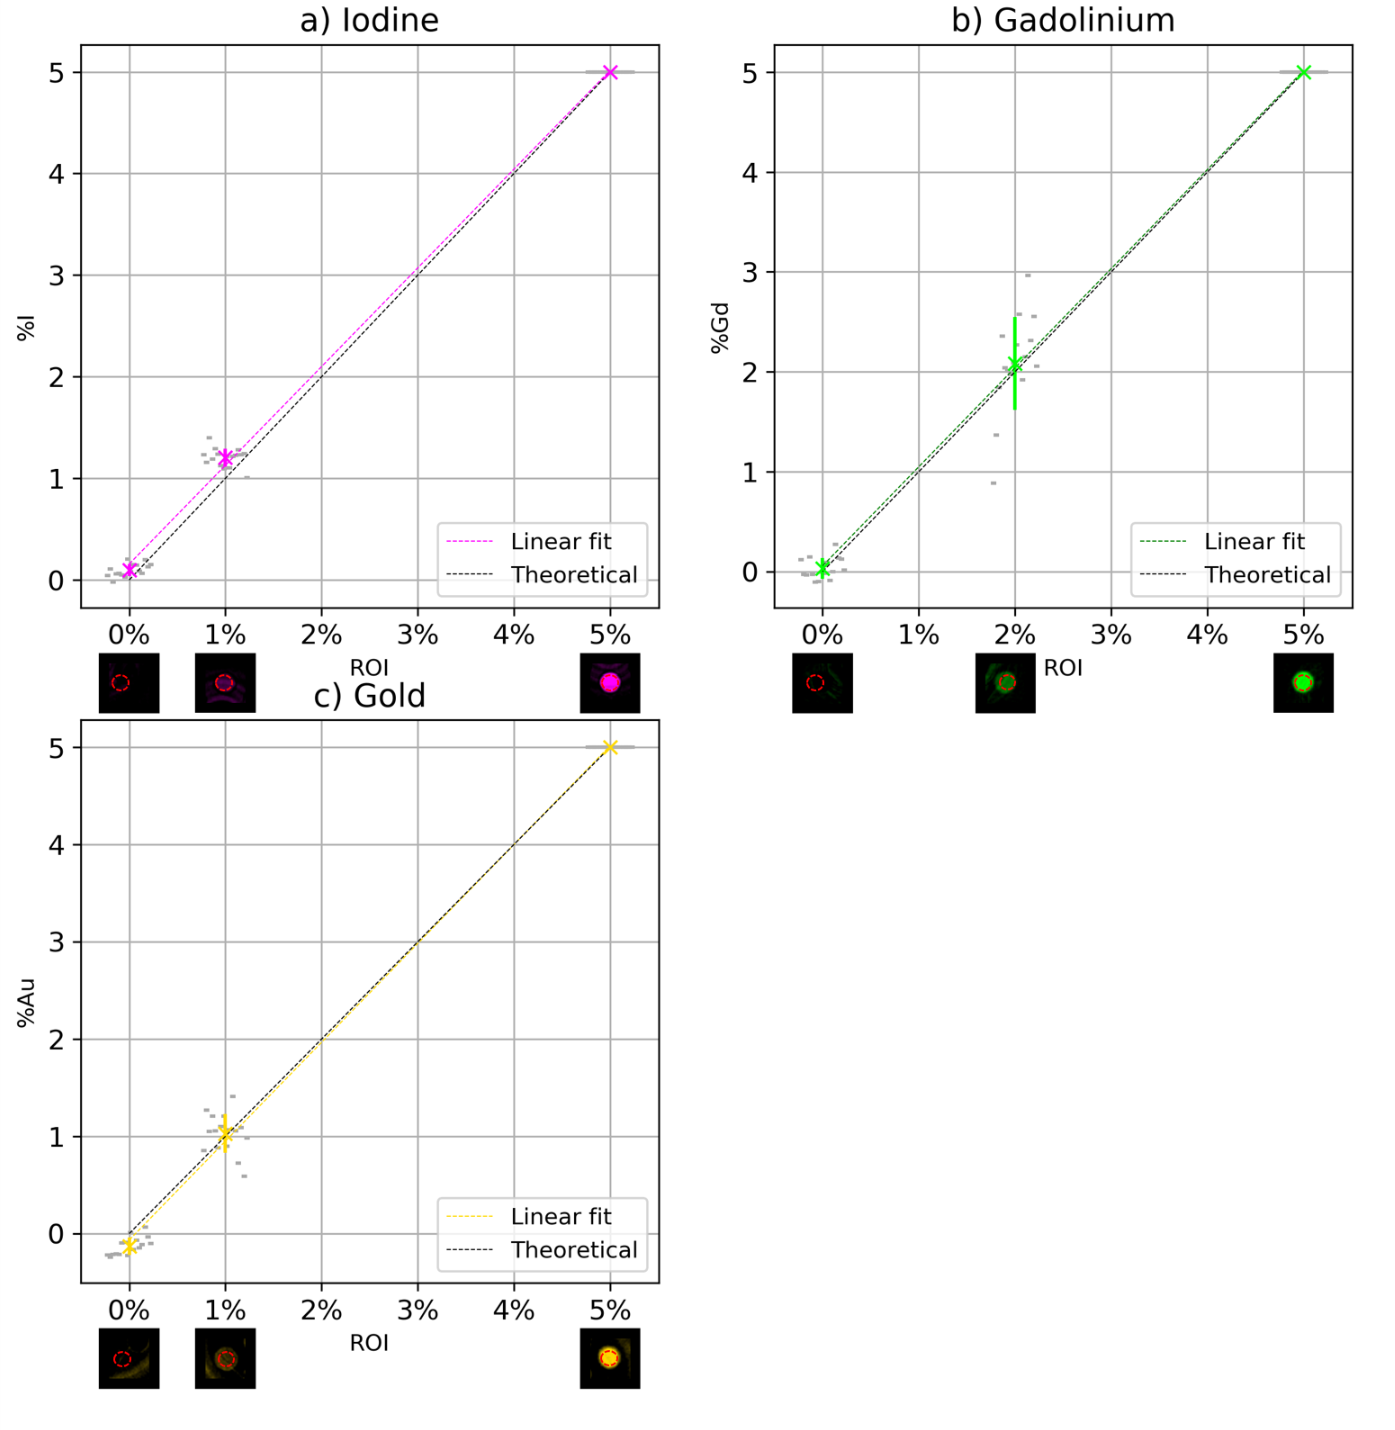 a) Iodine
5
4
3
2
1
0
%I
Linear fit
Theoretical
0% 1% 2% 3% 4% 5%
ROI
b) Gadolinium
5
4
3
2
1
0
%Gd
Linear fit
Theoretical
0% 1% 2% 3% 4% 5%
ROI
c) Gold
5
4
3
2
1
0
%Au
Linear fit
Theoretical
0% 1% 2% 3% 4% 5%
ROI